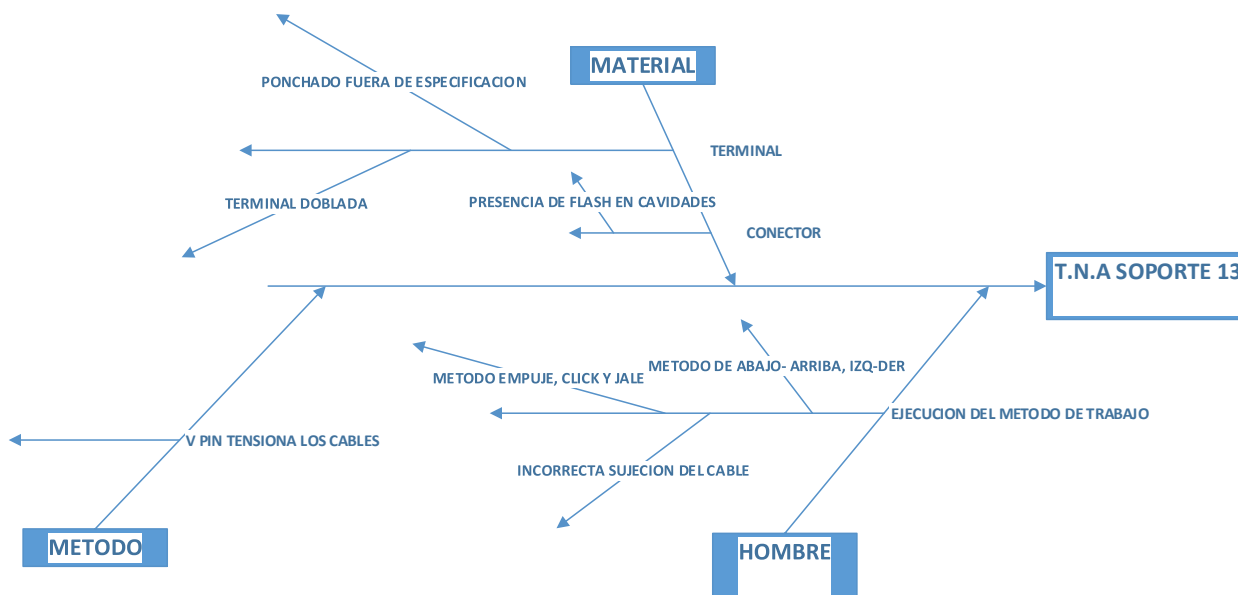 MATERIAL
PONCHADO FUERA DE ESPECIFICACION
TERMINAL
TERMINAL DOBLADA
PRESENCIA DE FLASH EN CAVIDADES
CONECTOR
T.N.A SOPORTE 13
METODO DE ABAJO- ARRIBA, IZQ-DER
METODO EMPUJE, CLICK Y JALE
EJECUCION DEL METODO DE TRABAJO
V PIN TENSIONA LOS CABLES
INCORRECTA SUJECION DEL CABLE
METODO
HOMBRE